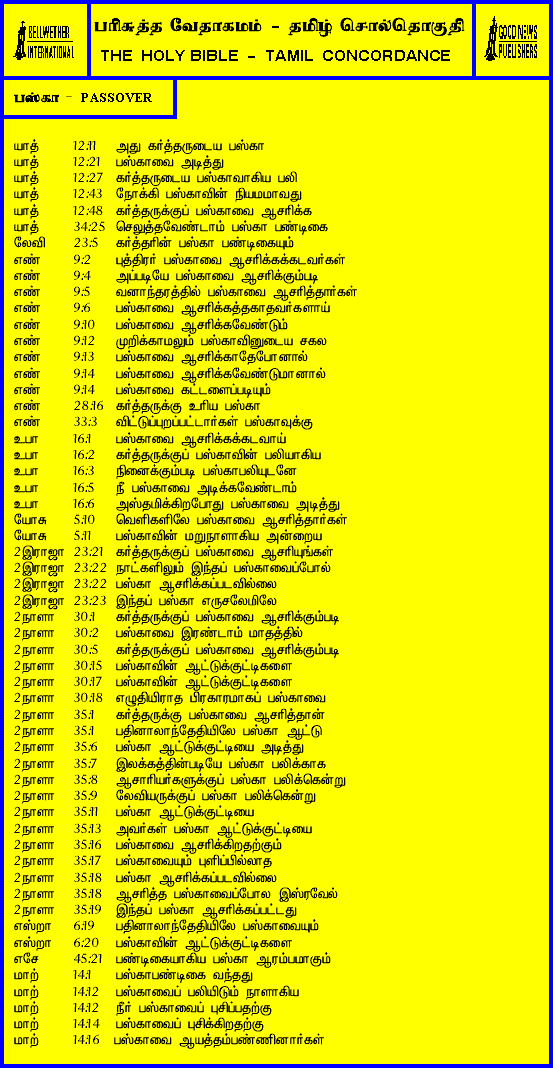 BELLWETHER
INTERNATIONAL
பரிசுத்த வேதாகமம் - தமிழ் சொல்தொகுதி
THE HOLY BIBLE - TAMIL CONCORDANCE
GOOD NEWS
PUBLISHERS
பஸ்கா - PASSOVER
யாத் 12:11 அது கர்த்தருடைய பஸ்கா
யாத் 12:21 பஸ்காவை அடித்து
யாத் 12:27 கர்த்தருடைய பஸ்காவாகிய பலி
யாத் 12:43 நோக்கி பஸ்காவின் நியமமாவது
யாத் 12:48 கர்த்தருக்குப் பஸ்காவை ஆசரிக்க
யாத் 34:25 செலுத்தவேண்டாம் பஸ்கா பண்டிகை
லேவி 23:5 கர்த்தரின் பஸ்கா பண்டிகையும்
எண் 9:2 புத்திரர் பஸ்காவை ஆசரிக்கக்கடவர்கள்
எண் 9:4 அப்படியே பஸ்காவை ஆசரிக்கும்படி
எண் 9:5 வனாந்தரத்தில் பஸ்காவை ஆசரித்தார்கள்
எண் 9:6 பஸ்காவை ஆசரிக்கத்தகாதவர்களாய்
எண் 9:10 பஸ்காவை ஆசரிக்கவேண்டும்
எண் 9:12 முறிக்காமலும் பஸ்காவினுடைய சகல
எண் 9:13 பஸ்காவை ஆசரிக்காதேபோனால்
எண் 9:14 பஸ்காவை ஆசரிக்கவேண்டுமானால்
எண் 9:14 பஸ்காவை கட்டளைப்படியும்
எண் 28:16 கர்த்தருக்கு உரிய பஸ்கா
எண் 33:3 விட்டுப்புறப்பட்டார்கள் பஸ்காவுக்கு
உபா 16:1 பஸ்காவை ஆசரிக்கக்கடவாய்
உபா 16:2 கர்த்தருக்குப் பஸ்காவின் பலியாகிய
உபா 16:3 நினைக்கும்படி பஸ்காபலியுடனே
உபா 16:5 நீ பஸ்காவை அடிக்கவேண்டாம்
உபா 16:6 அஸ்தமிக்கிறபோது பஸ்காவை அடித்து
யோசு 5:10 வெளிகளிலே பஸ்காவை ஆசரித்தார்கள்
யோசு 5:11 பஸ்காவின் மறுநாளாகிய அன்றைய
2இராஜா 23:21 கர்த்தருக்குப் பஸ்காவை ஆசரியுங்கள்
2இராஜா 23:22 நாட்களிலும் இந்தப் பஸ்காவைப்போல்
2இராஜா 23:22 பஸ்கா ஆசரிக்கப்படவில்லை
2இராஜா 23:23 இந்தப் பஸ்கா எருசலேமிலே
2நாளா 30:1 கர்த்தருக்குப் பஸ்காவை ஆசரிக்கும்படி
2நாளா 30:2 பஸ்காவை இரண்டாம் மாதத்தில்
2நாளா 30:5 கர்த்தருக்குப் பஸ்காவை ஆசரிக்கும்படி
2நாளா 30:15 பஸ்காவின் ஆட்டுக்குட்டிகளை
2நாளா 30:17 பஸ்காவின் ஆட்டுக்குட்டிகளை
2நாளா 30:18 எழுதியிராத பிரகாரமாகப் பஸ்காவை
2நாளா 35:1 கர்த்தருக்கு பஸ்காவை ஆசரித்தான்
2நாளா 35:1 பதினாலாந்தேதியிலே பஸ்கா ஆட்டு
2நாளா 35:6 பஸ்கா ஆட்டுக்குட்டியை அடித்து
2நாளா 35:7 இலக்கத்தின்படியே பஸ்கா பலிக்காக
2நாளா 35:8 ஆசாரியர்களுக்குப் பஸ்கா பலிக்கென்று
2நாளா 35:9 லேவியருக்குப் பஸ்கா பலிக்கென்று
2நாளா 35:11 பஸ்கா ஆட்டுக்குட்டியை
2நாளா 35:13 அவர்கள் பஸ்கா ஆட்டுக்குட்டியை
2நாளா 35:16 பஸ்காவை ஆசரிக்கிறதற்கும்
2நாளா 35:17 பஸ்காவையும் புளிப்பில்லாத
2நாளா 35:18 பஸ்கா ஆசரிக்கப்படவில்லை
2நாளா 35:18 ஆசரித்த பஸ்காவைப்போல இஸ்ரவேல்
2நாளா 35:19 இந்தப் பஸ்கா ஆசரிக்கப்பட்டது
எஸ்றா 6:19 பதினாலாந்தேதியிலே பஸ்காவையும்
எஸ்றா 6:20 பஸ்காவின் ஆட்டுக்குட்டிகளை
எசே 45:21 பண்டிகையாகிய பஸ்கா ஆரம்பமாகும்
மாற் 14:1 பஸ்காபண்டிகை வந்தது
மாற் 14:12 பஸ்காவைப் பலியிடும் நாளாகிய
மாற் 14:12 நீர் பஸ்காவைப் புசிப்பதற்கு
மாற் 14:14 பஸ்காவைப் புசிக்கிறதற்கு
மாற் 14:16 பஸ்காவை ஆயத்தம்பண்ணினார்கள்